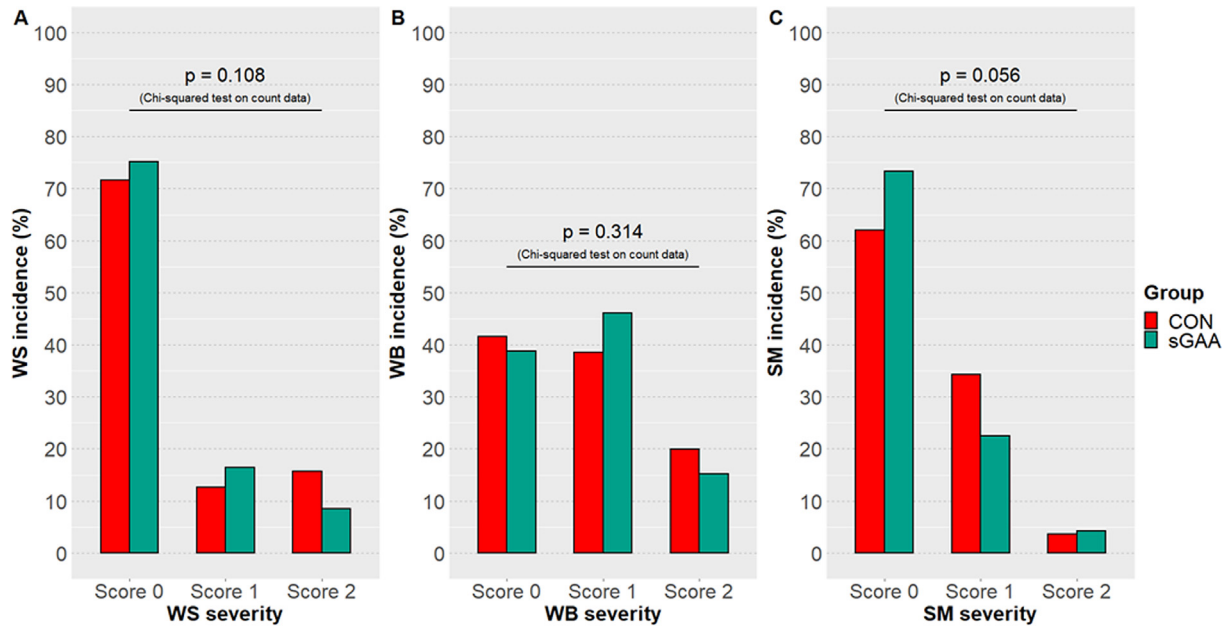 A
WS incidence (%)
100
90
80
70
60
50
40
30
20
10
0
p = 0.108
(Chi-squared test on count data)
Score 0 Score 1 Score 2
WS severity
B
WB incidence (%)
100
90
80
70
60
50
40
30
20
10
0
p = 0.314
(Chi-squared test on count data)
Score 0 Score 1 Score 2
WB severity
C
SM incidence (%)
100
90
80
70
60
50
40
30
20
10
0
p = 0.056
(Chi-squared test on count data)
Score 0 Score 1 Score 2
SM severity
Group
CON
sGAA